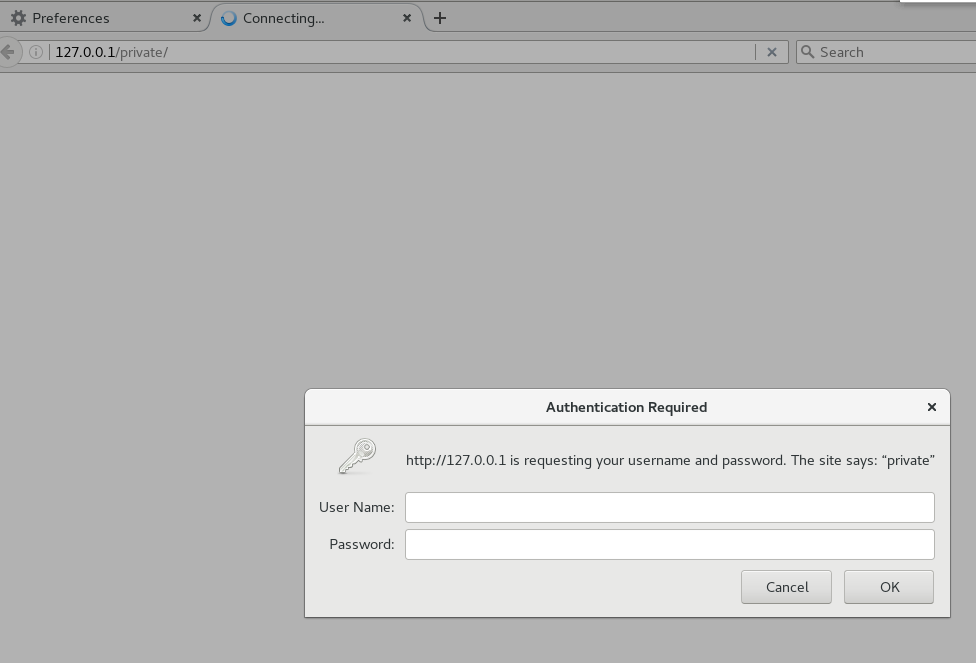 Preferences
Connecting...
127.0.0.1/private/
Search
Authentication Required
http://127.0.0.1 is requesting your username and password. The site says: “private”
User Name:
Password:
Cancel
OK